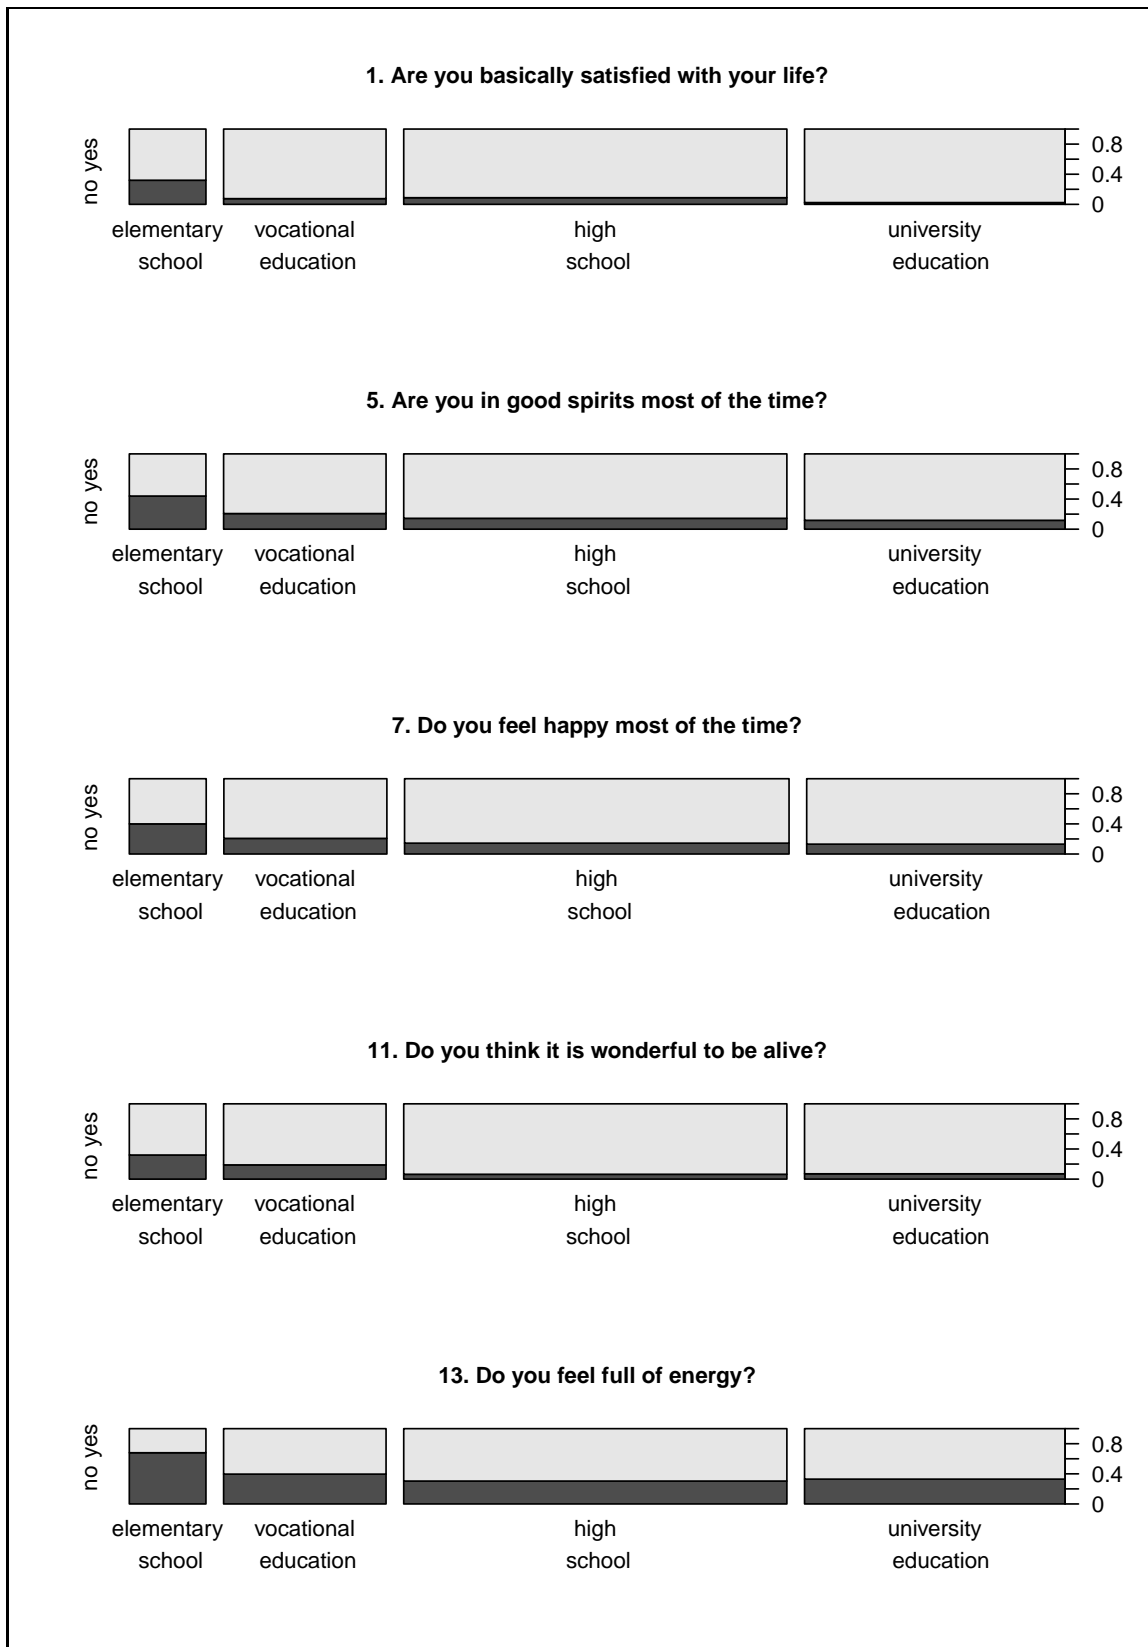 1. Are you basically satisfied with your life?
no yes
0.8
0.4
0
elementary vocational high university
school education school education
5. Are you in good spirits most of the time?
no yes
0.8
0.4
0
elementary vocational high university
school education school education
7. Do you feel happy most of the time?
no yes
0.8
0.4
0
elementary vocational high university
school education school education
11. Do you think it is wonderful to be alive?
no yes
0.8
0.4
0
elementary vocational high university
school education school education
13. Do you feel full of energy?
no yes
0.8
0.4
0
elementary vocational high university
school education school education